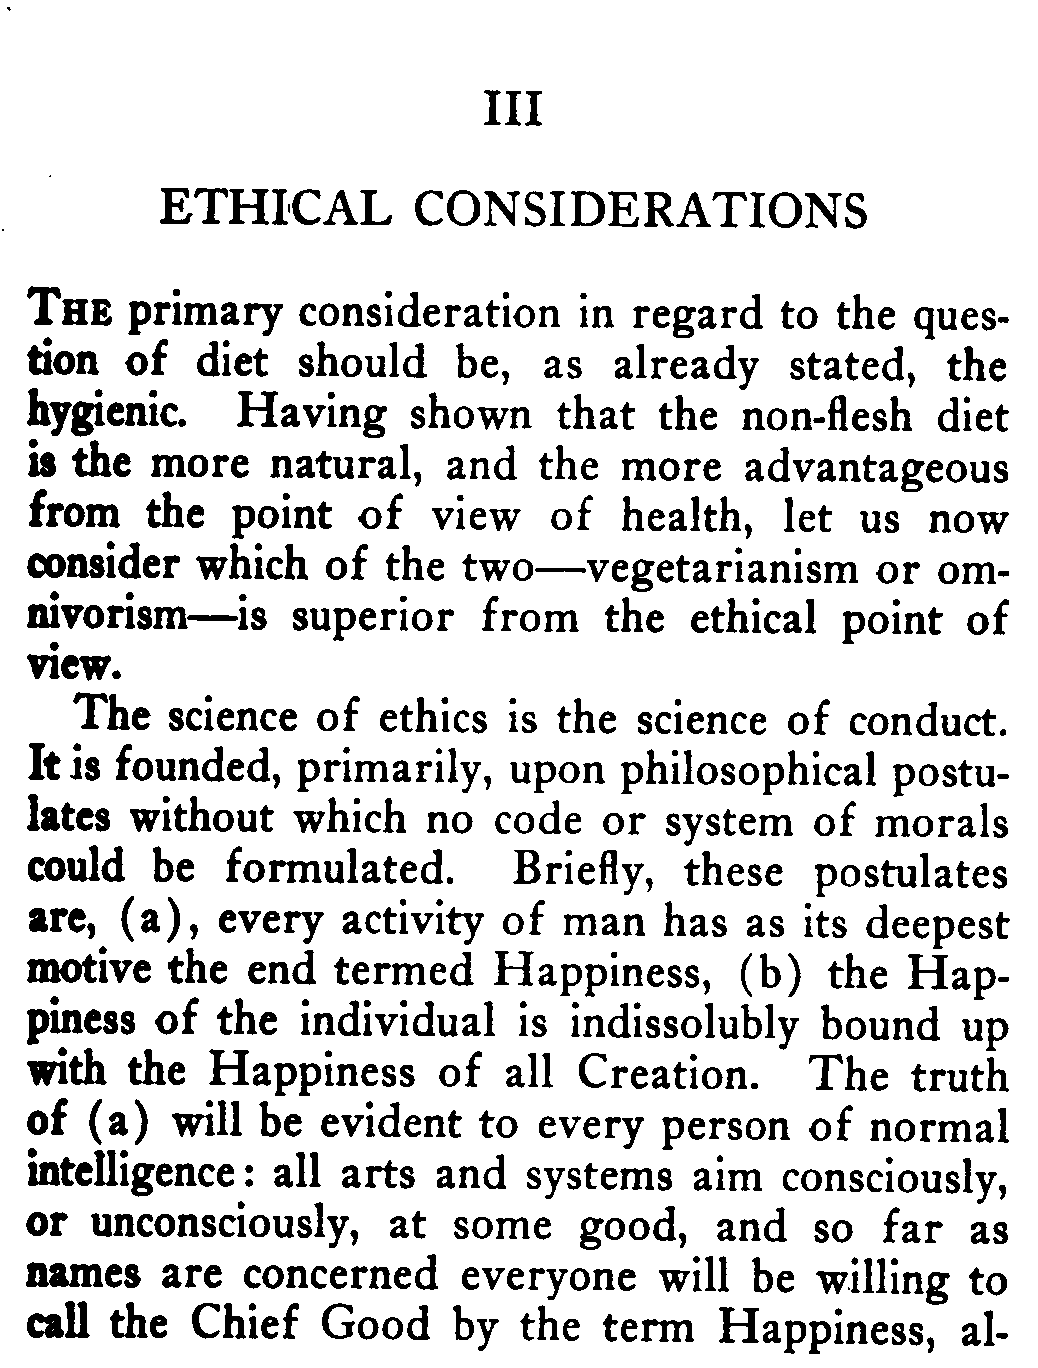 III
ETHICAL CONSIDERATIONS
THE primary consideration in regard to the ques-
tion of diet should be, as already stated, the
hygienic. Having shown that the non-flesh diet
is the more natural, and the more advantageous
from the point of view of health, let us now
consider which of the two—vegetarianism or om-
nivorism—is superior from the ethical point of
view.
The science of ethics is the science of conduct.
It is founded, primarily, upon philosophical postu-
lates without which no code or system of morals
could be formulated. Briefly, these postulates
are, (a), every activity of man has as its deepest
motive the end termed Happiness, (b) the Hap-
piness of the individual is indissolubly bound up
with the Happiness of all Creation. The truth
of (a) will be evident to every person of normal
intelligence: all arts and systems aim consciously,
or unconsciously, at some good, and so far as
names are concerned everyone will be willing to
call the Chief Good by the term Happiness, al-